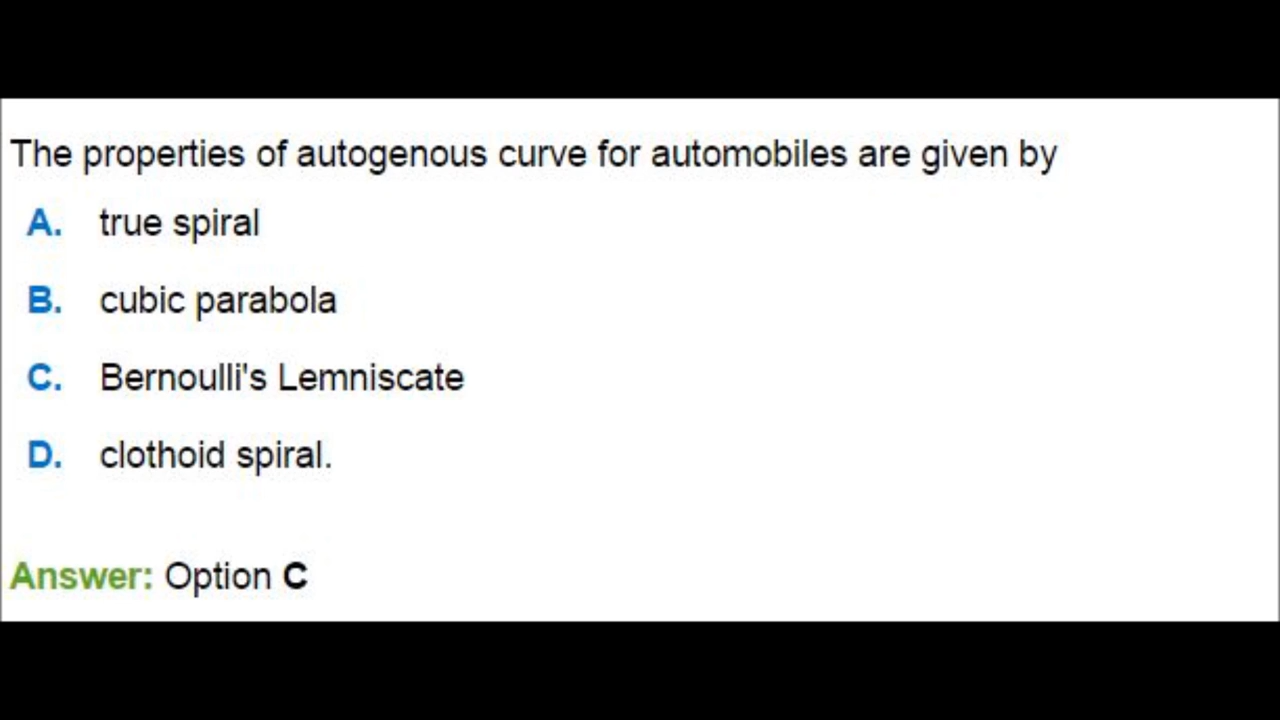 The properties of autogenous curve for automobiles are given by
A. true spiral
B. cubic parabola
C. Bernoulli's Lemniscate
D. clothoid spiral.
Answer: Option C